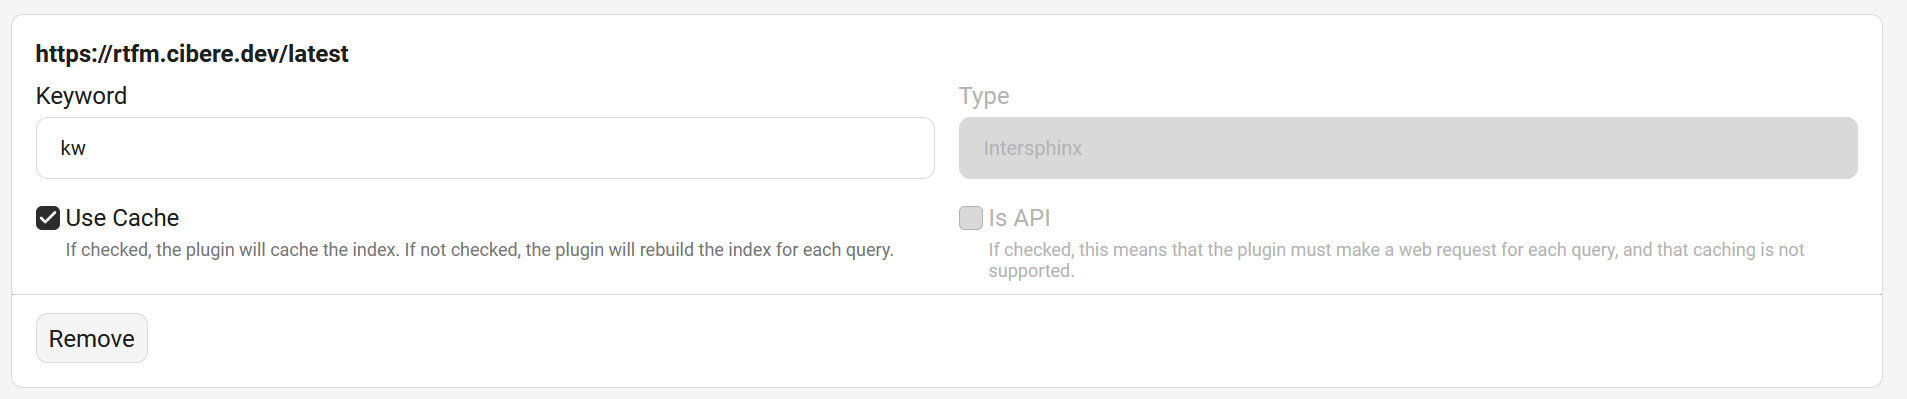 https://rtfm.cibere.dev/latest
Keyword
Type
kw
Intersphinx
Use Cache
Is API
If checked, the plugin will cache the index. If not checked, the plugin will rebuild the index for each query.
If checked, this means that the plugin must make a web request for each query, and that caching is not
supported.
Remove